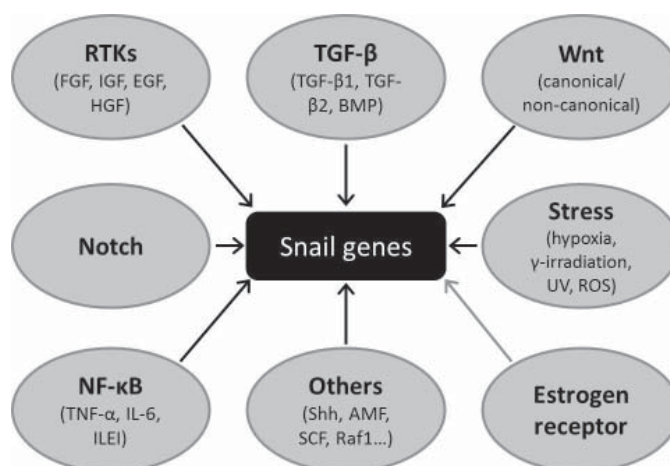 RTKs
(FGF, IGF, EGF,
HGF)
TGF-β
(TGF-β1, TGF-
β2, BMP)
Wnt
(canonical/
non-canonical)
Notch
Snail genes
Stress
(hypoxia,
γ-irradiation,
UV, ROS)
NF-κB
(TNF-α, IL-6,
ILEI)
Others
(Shh, AMF,
SCF, Raf1...)
Estrogen
receptor